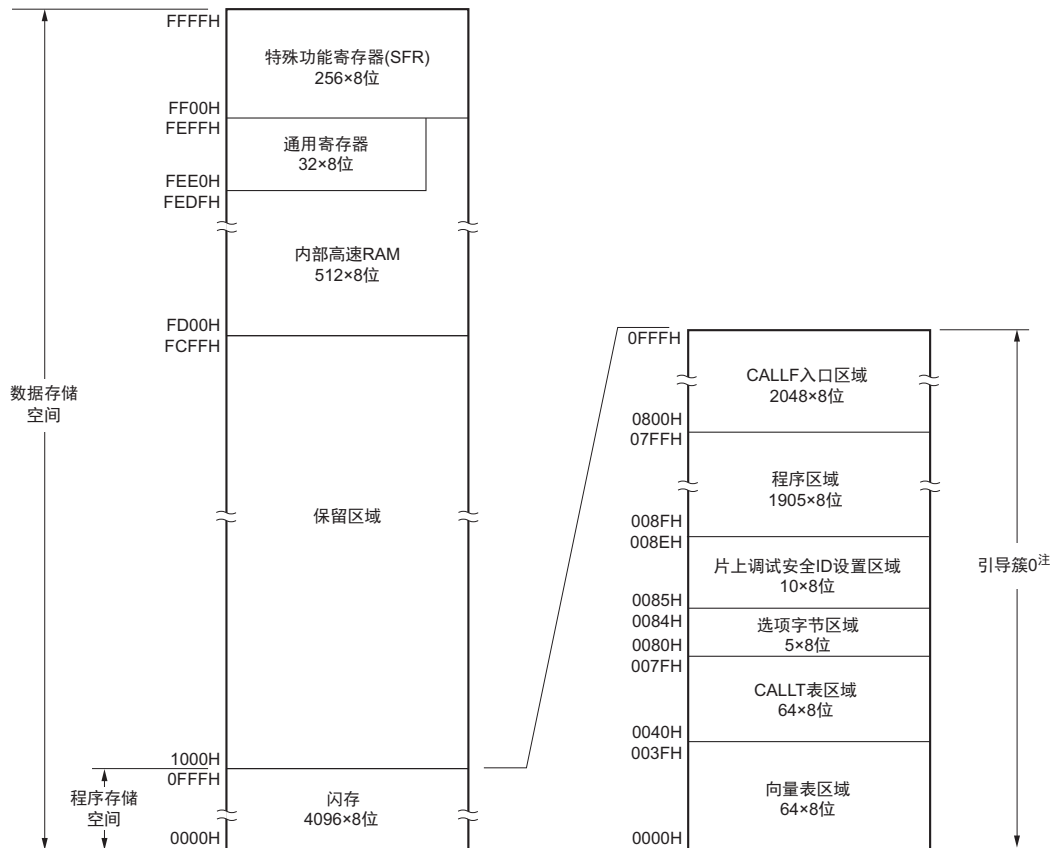 FFFFH
特殊功能寄存器(SFR)
256×8位
FF00H
FEFFH
通用寄存器
32×8位
FEE0H
FEDFH
内部高速RAM
512×8位
FD00H
FCFFH
数据存储
空间
保留区域
1000H
0FFFH
程序存储
空间
闪存
4096×8位
0000H
0FFFH
CALLF入口区域
2048×8位
0800H
07FFH
程序区域
1905×8位
008FH
008EH
片上调试安全ID设置区域
10×8位
0085H
0084H
选项字节区域
5×8位
0080H
007FH
CALLT表区域
64×8位
0040H
003FH
向量表区域
64×8位
0000H
引导簇0注